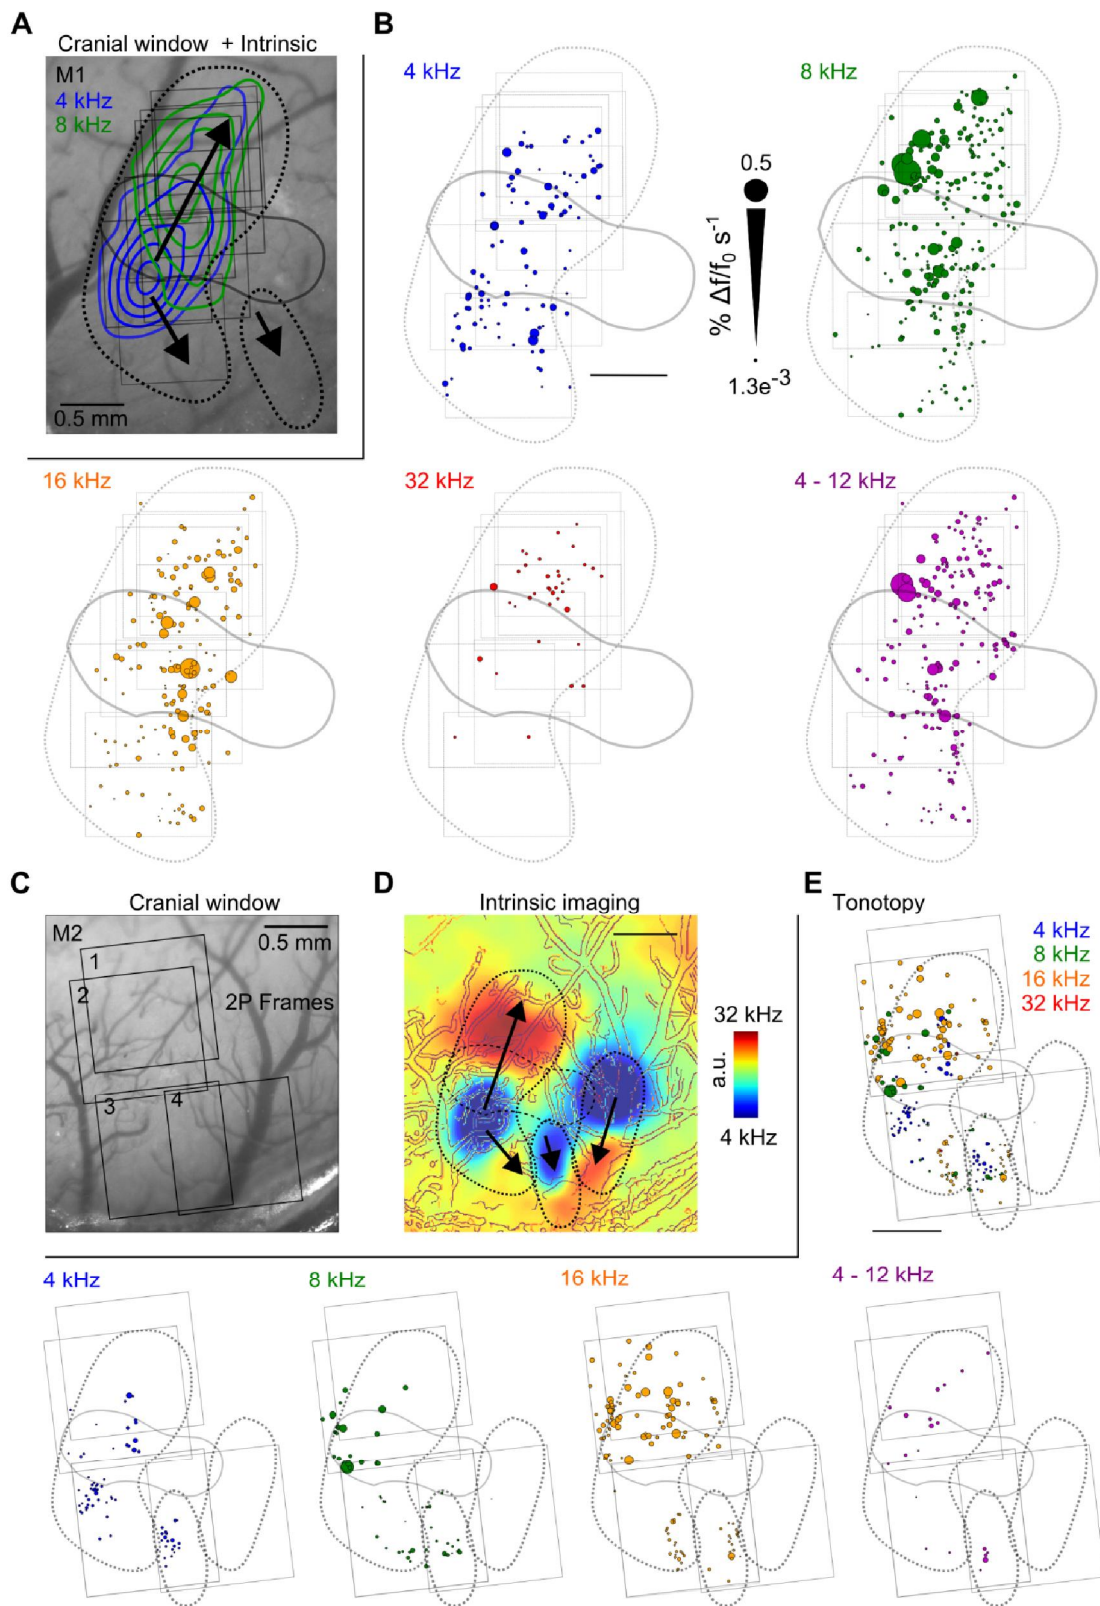 A
Cranial window + Intrinsic
M1
4 kHz
8 kHz
0.5 mm
B
4 kHz
8 kHz
0.5
% Δf/f₀ s⁻¹
1.3e⁻³
16 kHz
32 kHz
4 - 12 kHz
C
Cranial window
M2
0.5 mm
1
2
2P Frames
3
4
D
Intrinsic imaging
32 kHz
a.u.
4 kHz
E
Tonotopy
4 kHz
8 kHz
16 kHz
32 kHz
4 kHz
8 kHz
16 kHz
4 - 12 kHz